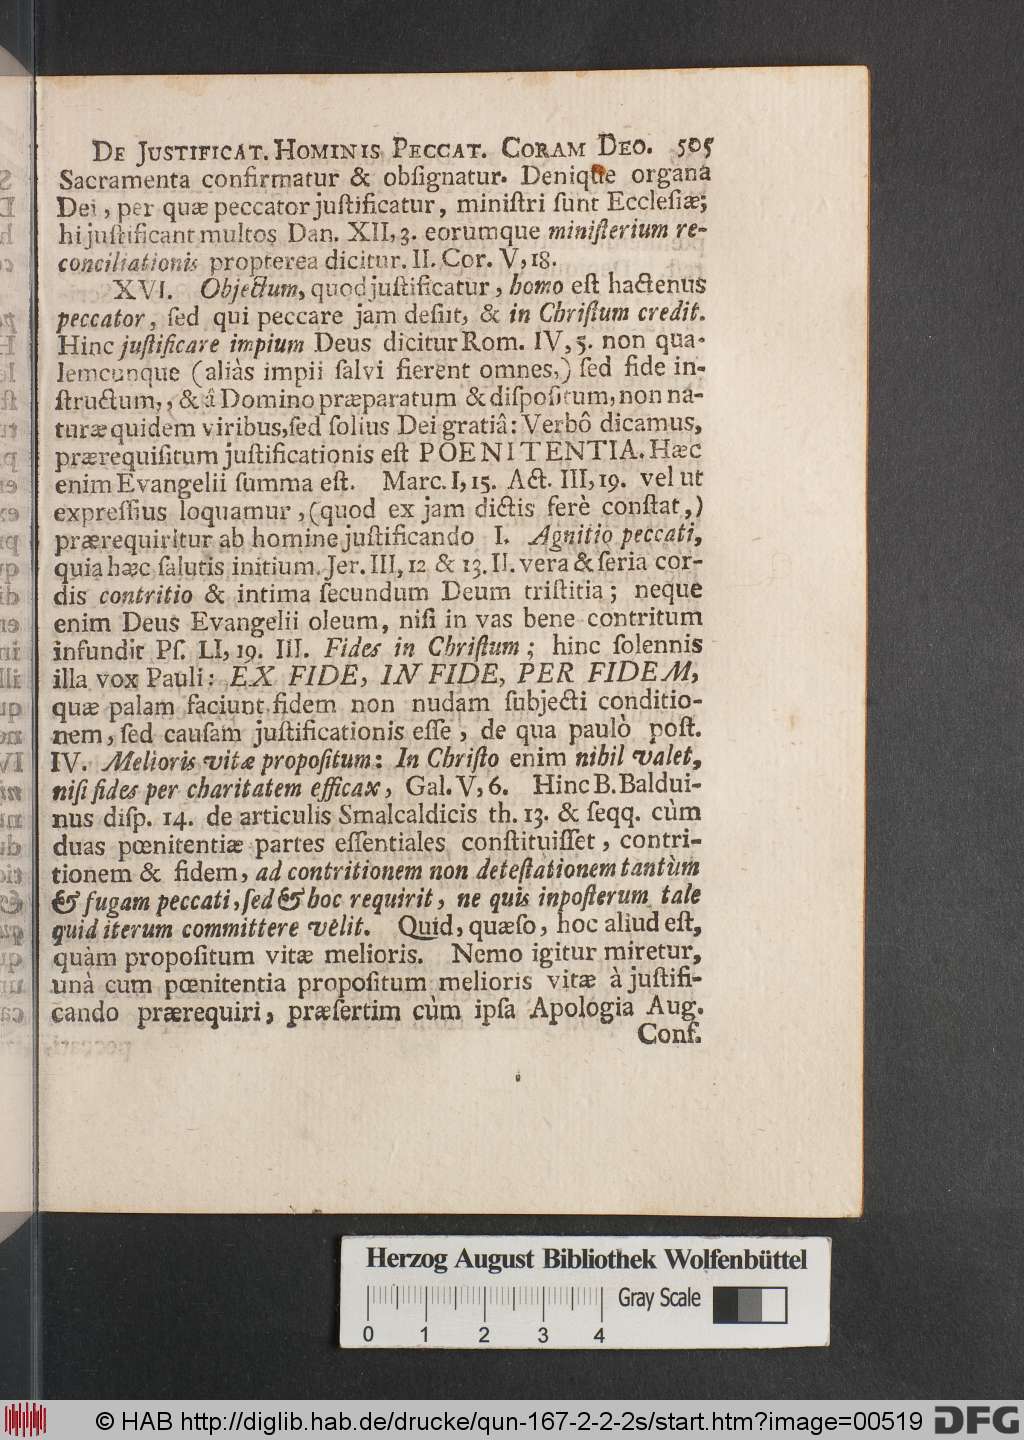 DE JUSTIFICAT. HOMINIS PECCAT. CORAM DEO. 505
Sacramenta confirmatur & obſignatur. Denique organa
Dei, per quæ peccator juſtificatur, miniſtri ſunt Eccleſiæ;
hi juſtificant multos Dan. XII, 3. eorumque miniſterium re-
conciliationis propterea dicitur. II. Cor. V, 18.
XVI. Objectum, quod juſtificatur, homo eſt hactenus
peccator, ſed qui peccare jam deſiit, & in Chriſtum credit.
Hinc juſtificare impium Deus dicitur Rom. IV, 5. non qua-
lemcunque (aliàs impii ſalvi fierent omnes,) ſed fide in-
ſtructum,, & â Domino præparatum & diſpoſitum, non na-
turæ quidem viribus, ſed ſolius Dei gratiâ: Verbô dicamus,
prærequiſitum juſtificationis eſt POENITENTIA. Hæc
enim Evangelii ſumma eſt. Marc. I, 15. Act. III, 19. vel ut
expreſſius loquamur, (quod ex jam dictis ferè conſtat,)
prærequiritur ab homine juſtificando I. Agnitio peccati,
quia hæc ſalutis initium. Jer. III, 12 & 13. II. vera & ſeria cor-
dis contritio & intima ſecundum Deum triſtitia; neque
enim Deus Evangelii oleum, niſi in vas bene contritum
infundit Pſ. LI, 19. III. Fides in Chriſtum; hinc ſolennis
illa vox Pauli: EX FIDE, IN FIDE, PER FIDEM,
quæ palam faciunt fidem non nudam ſubjecti conditio-
nem, ſed cauſam juſtificationis eſſe, de qua paulò poſt.
IV. Melioris vitæ propoſitum: In Chriſto enim nihil valet,
niſi fides per charitatem efficax, Gal. V, 6. Hinc B. Baldui-
nus diſp. 14. de articulis Smalcaldicis th. 13. & ſeqq. cùm
duas pœnitentiæ partes eſſentiales conſtituiſſet, contri-
tionem & fidem, ad contritionem non deteſtationem tantùm
& fugam peccati, ſed & hoc requirit, ne quis inpoſterum tale
quid iterum committere velit. Quid, quæſo, hoc aliud eſt,
quàm propoſitum vitæ melioris. Nemo igitur miretur,
unà cum pœnitentia propoſitum melioris vitæ à juſtifi-
cando prærequiri, præſertim cùm ipſa Apologia Aug.
Conf.
Herzog August Bibliothek Wolfenbüttel
Gray Scale
0 1 2 3 4
© HAB http://diglib.hab.de/drucke/qun-167-2-2-2s/start.htm?image=00519 DFG